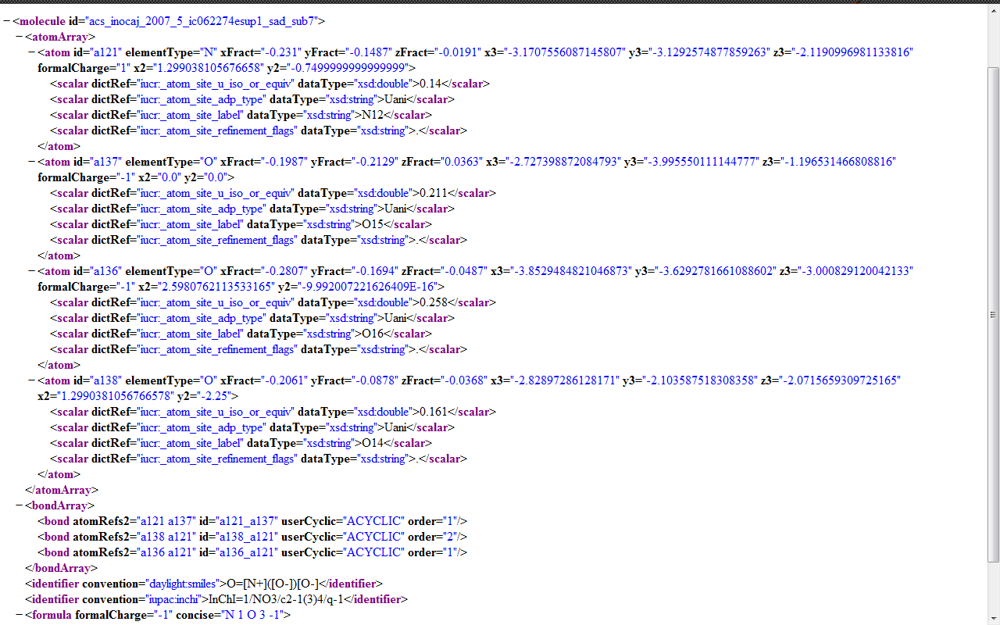 −<molecule id="acs_inocaj_2007_5_ic062274esup1_sad_sub7">
−<atomArray>
−<atom id="a121" elementType="N" xFract="-0.231" yFract="-0.1487" zFract="-0.0191" x3="-3.1707556087145807" y3="-3.1292574877859263" z3="-2.1190996981133816"
formalCharge="1" x2="1.299038105676658" y2="-0.7499999999999999">
<scalar dictRef="iucr:_atom_site_u_iso_or_equiv" dataType="xsd:double">0.14</scalar>
<scalar dictRef="iucr:_atom_site_adp_type" dataType="xsd:string">Uani</scalar>
<scalar dictRef="iucr:_atom_site_label" dataType="xsd:string">N12</scalar>
<scalar dictRef="iucr:_atom_site_refinement_flags" dataType="xsd:string">.</scalar>
</atom>
−<atom id="a137" elementType="O" xFract="-0.1987" yFract="-0.2129" zFract="0.0363" x3="-2.727398872084793" y3="-3.995550111144777" z3="-1.196531466808816"
formalCharge="-1" x2="0.0" y2="0.0">
<scalar dictRef="iucr:_atom_site_u_iso_or_equiv" dataType="xsd:double">0.211</scalar>
<scalar dictRef="iucr:_atom_site_adp_type" dataType="xsd:string">Uani</scalar>
<scalar dictRef="iucr:_atom_site_label" dataType="xsd:string">O15</scalar>
<scalar dictRef="iucr:_atom_site_refinement_flags" dataType="xsd:string">.</scalar>
</atom>
−<atom id="a136" elementType="O" xFract="-0.2807" yFract="-0.1694" zFract="-0.0487" x3="-3.8529484821046873" y3="-3.6292781661088602" z3="-3.000829120042133"
formalCharge="-1" x2="2.5980762113533165" y2="-9.992007221626409E-16">
<scalar dictRef="iucr:_atom_site_u_iso_or_equiv" dataType="xsd:double">0.258</scalar>
<scalar dictRef="iucr:_atom_site_adp_type" dataType="xsd:string">Uani</scalar>
<scalar dictRef="iucr:_atom_site_label" dataType="xsd:string">O16</scalar>
<scalar dictRef="iucr:_atom_site_refinement_flags" dataType="xsd:string">.</scalar>
</atom>
−<atom id="a138" elementType="O" xFract="-0.2061" yFract="-0.0878" zFract="-0.0368" x3="-2.82897286128171" y3="-2.103587518308358" z3="-2.0715659309725165"
x2="1.2990381056766578" y2="-2.25">
<scalar dictRef="iucr:_atom_site_u_iso_or_equiv" dataType="xsd:double">0.161</scalar>
<scalar dictRef="iucr:_atom_site_adp_type" dataType="xsd:string">Uani</scalar>
<scalar dictRef="iucr:_atom_site_label" dataType="xsd:string">O14</scalar>
<scalar dictRef="iucr:_atom_site_refinement_flags" dataType="xsd:string">.</scalar>
</atom>
</atomArray>
−<bondArray>
<bond atomRefs2="a121 a137" id="a121_a137" userCyclic="ACYCLIC" order="1"/>
<bond atomRefs2="a138 a121" id="a138_a121" userCyclic="ACYCLIC" order="2"/>
<bond atomRefs2="a136 a121" id="a136_a121" userCyclic="ACYCLIC" order="1"/>
</bondArray>
<identifier convention="daylight:smiles">O=[N+]([O-])[O-]</identifier>
<identifier convention="iupac:inchi">InChI=1/NO3/c2-1(3)4/q-1</identifier>
−<formula formalCharge="-1" concise="N 1 O 3 -1">